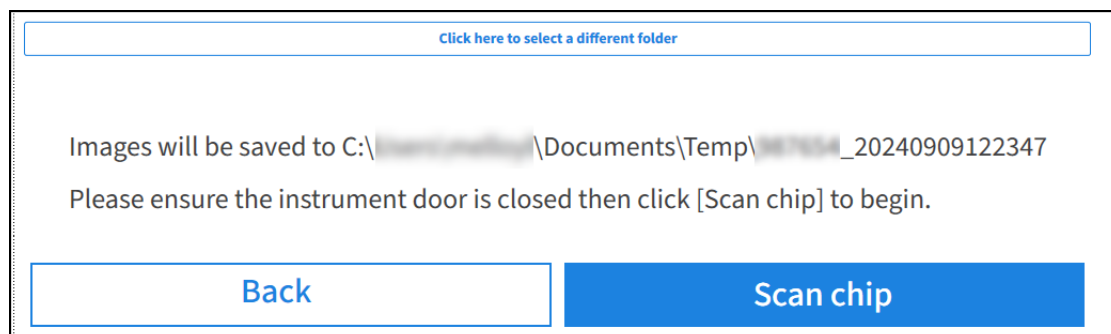 Click here to select a different folder
Images will be saved to C:\ \Documents\Temp\ _20240909122347
Please ensure the instrument door is closed then click [Scan chip] to begin.
Back
Scan chip